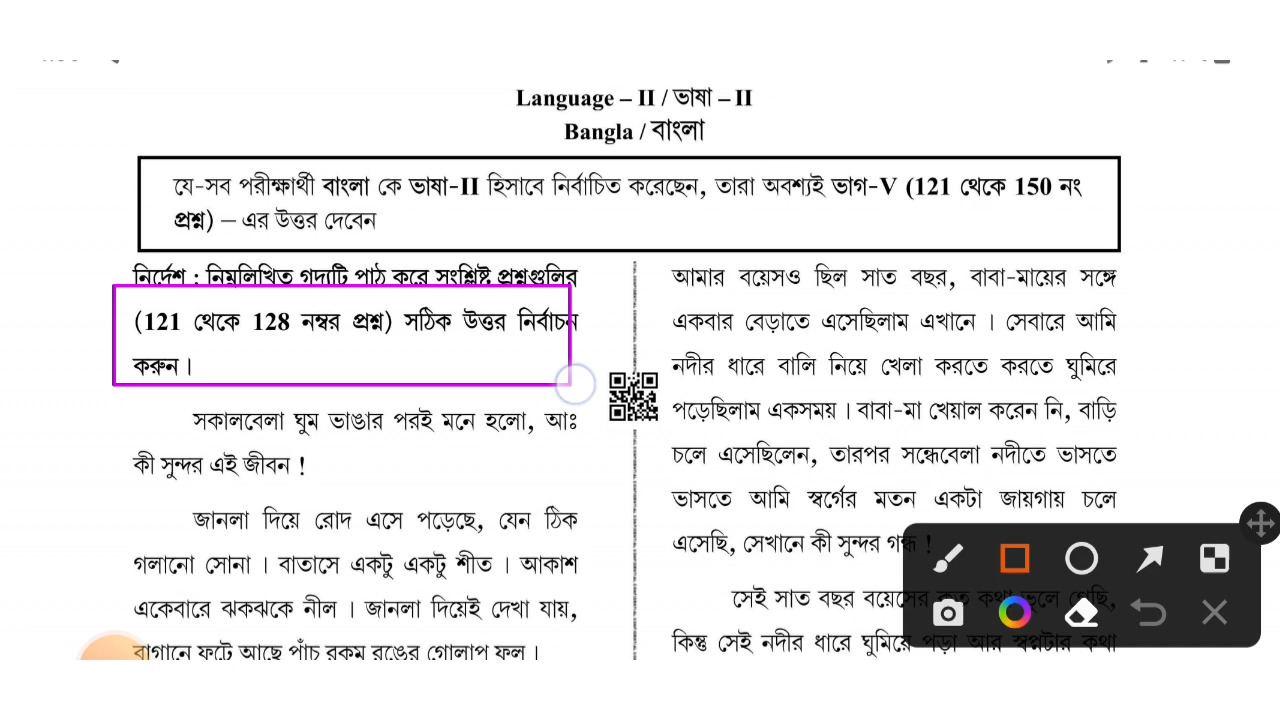 Language – II / ভাষা – II
Bangla / বাংলা
যে-সব পরীক্ষার্থী বাংলা কে ভাষা-II হিসাবে নির্বাচিত করেছেন, তারা অবশ্যই ভাগ-V (121 থেকে 150 নং
প্রশ্ন) – এর উত্তর দেবেন
নির্দেশ : নিম্নলিখিত গদ্যটি পাঠ করে সংশ্লিষ্ট প্রশ্নগুলির
(121 থেকে 128 নম্বর প্রশ্ন) সঠিক উত্তর নির্বাচন
করুন ।
সকালবেলা ঘুম ভাঙার পরই মনে হলো, আঃ
কী সুন্দর এই জীবন !
জানলা দিয়ে রোদ এসে পড়েছে, যেন ঠিক
গলানো সোনা । বাতাসে একটু একটু শীত । আকাশ
একেবারে ঝকঝকে নীল । জানলা দিয়েই দেখা যায়,
বাগানে ফুটে আছে পাঁচ রকম রঙের গোলাপ ফুল ।
আমার বয়েসও ছিল সাত বছর, বাবা-মায়ের সঙ্গে
একবার বেড়াতে এসেছিলাম এখানে । সেবারে আমি
নদীর ধারে বালি নিয়ে খেলা করতে করতে ঘুমিয়ে
পড়েছিলাম একসময় । বাবা-মা খেয়াল করেন নি, বাড়ি
চলে এসেছিলেন, তারপর সন্ধেবেলা নদীতে ভাসতে
ভাসতে আমি স্বর্গের মতন একটা জায়গায় চলে
এসেছি, সেখানে কী সুন্দর গন্ধ !
সেই সাত বছর বয়েসের কত কথা ভুলে গেছি,
কিন্তু সেই নদীর ধারে ঘুমিয়ে পড়া আর স্বপ্নটার কথা